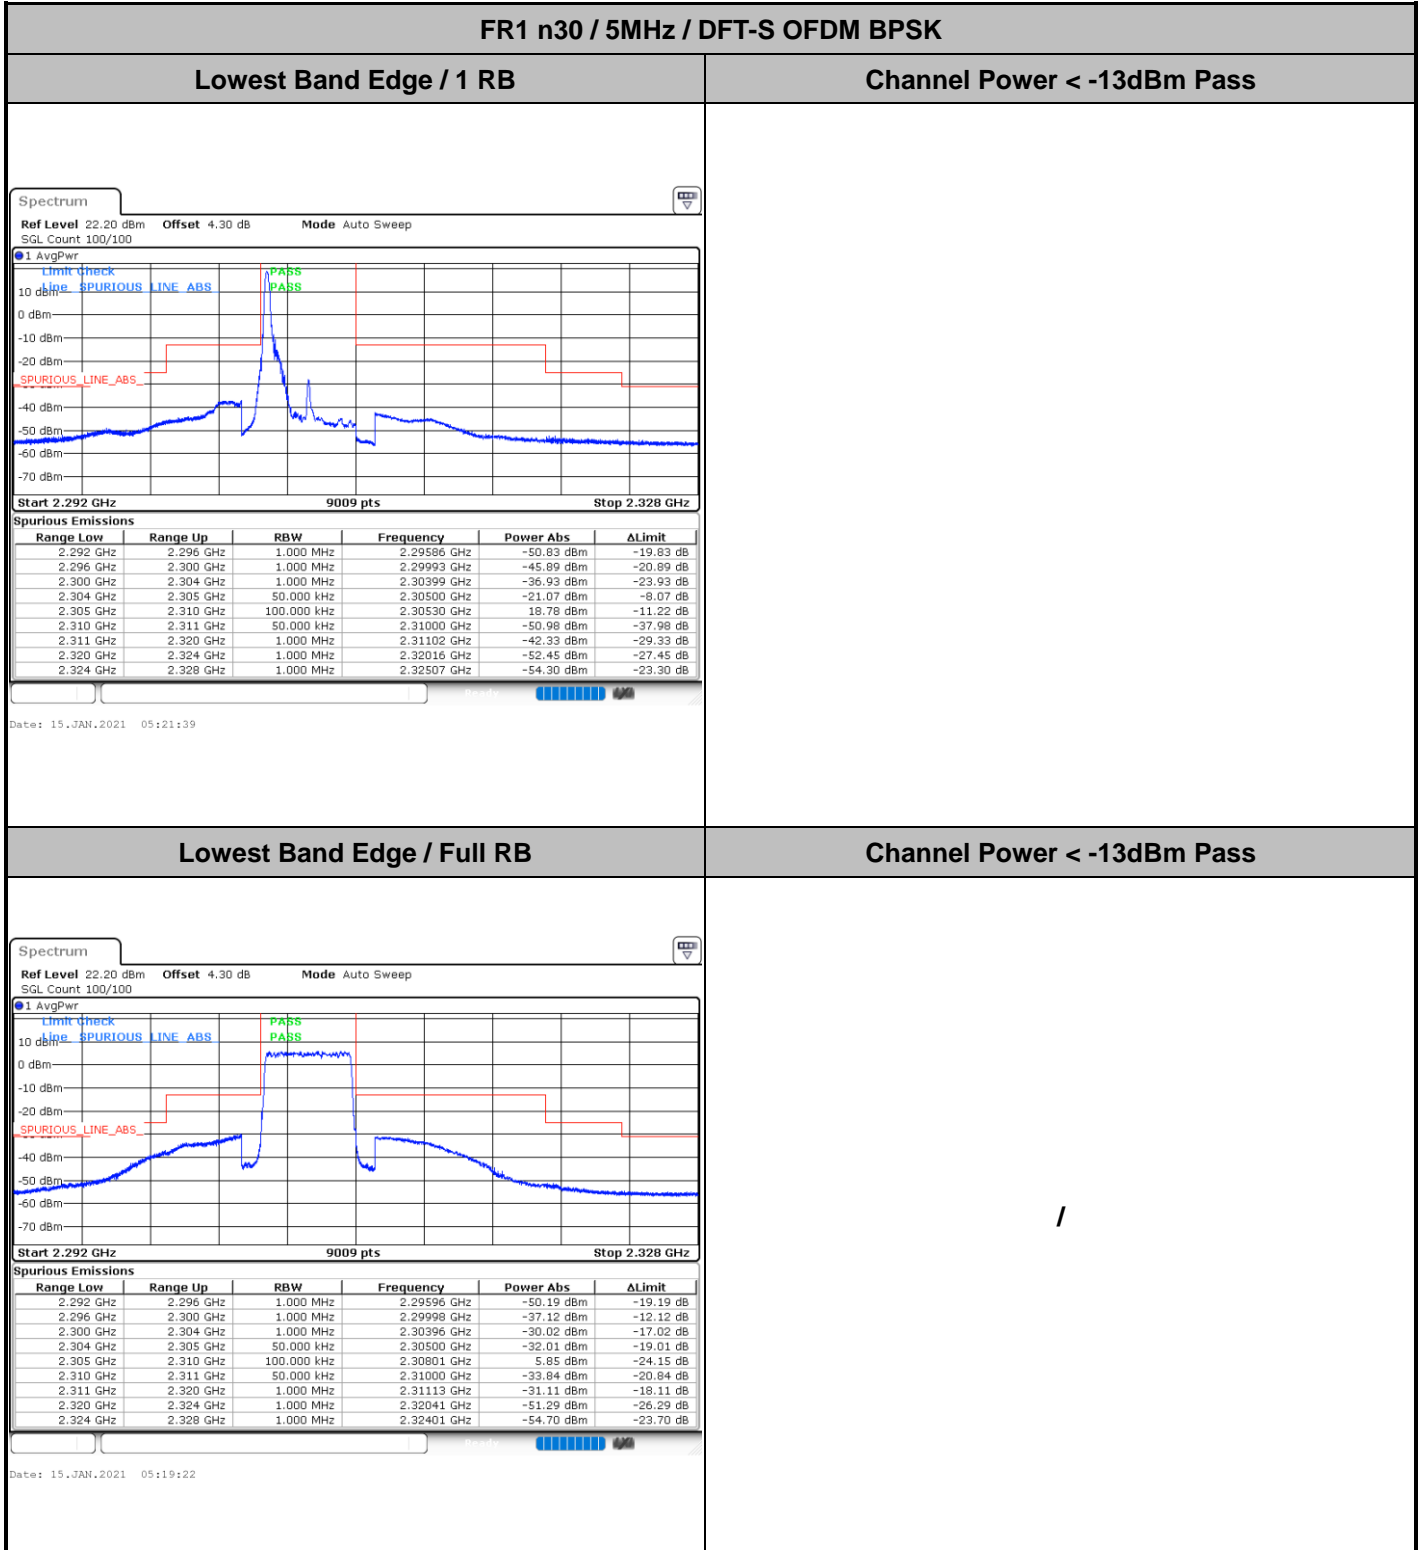 FR1 n30 / 5MHz / DFT-S OFDM BPSK
Lowest Band Edge / 1 RB
Channel Power < -13dBm Pass
Spectrum
Ref Level 22.20 dBm Offset 4.30 dB Mode Auto Sweep
SGL Count 100/100
1 AvgPwr
Limit Check PASS
Line _SPURIOUS_LINE_ABS_ PASS
10 dBm
0 dBm
-10 dBm
-20 dBm
_SPURIOUS_LINE_ABS_
-40 dBm
-50 dBm
-60 dBm
-70 dBm
Start 2.292 GHz 9009 pts Stop 2.328 GHz
Spurious Emissions
Range Low Range Up RBW Frequency Power Abs ΔLimit
2.292 GHz 2.296 GHz 1.000 MHz 2.29586 GHz -50.83 dBm -19.83 dB
2.296 GHz 2.300 GHz 1.000 MHz 2.29993 GHz -45.89 dBm -20.89 dB
2.300 GHz 2.304 GHz 1.000 MHz 2.30399 GHz -36.93 dBm -23.93 dB
2.304 GHz 2.305 GHz 50.000 kHz 2.30500 GHz -21.07 dBm -8.07 dB
2.305 GHz 2.310 GHz 100.000 kHz 2.30530 GHz 18.78 dBm -11.22 dB
2.310 GHz 2.311 GHz 50.000 kHz 2.31000 GHz -50.98 dBm -37.98 dB
2.311 GHz 2.320 GHz 1.000 MHz 2.31102 GHz -42.33 dBm -29.33 dB
2.320 GHz 2.324 GHz 1.000 MHz 2.32016 GHz -52.45 dBm -27.45 dB
2.324 GHz 2.328 GHz 1.000 MHz 2.32507 GHz -54.30 dBm -23.30 dB
Ready
Date: 15.JAN.2021 05:21:39
Lowest Band Edge / Full RB
Channel Power < -13dBm Pass
Spectrum
Ref Level 22.20 dBm Offset 4.30 dB Mode Auto Sweep
SGL Count 100/100
1 AvgPwr
Limit Check PASS
Line _SPURIOUS_LINE_ABS_ PASS
10 dBm
0 dBm
-10 dBm
-20 dBm
_SPURIOUS_LINE_ABS_
-40 dBm
-50 dBm
-60 dBm
-70 dBm
Start 2.292 GHz 9009 pts Stop 2.328 GHz
Spurious Emissions
Range Low Range Up RBW Frequency Power Abs ΔLimit
2.292 GHz 2.296 GHz 1.000 MHz 2.29596 GHz -50.19 dBm -19.19 dB
2.296 GHz 2.300 GHz 1.000 MHz 2.29998 GHz -37.12 dBm -12.12 dB
2.300 GHz 2.304 GHz 1.000 MHz 2.30396 GHz -30.02 dBm -17.02 dB
2.304 GHz 2.305 GHz 50.000 kHz 2.30500 GHz -32.01 dBm -19.01 dB
2.305 GHz 2.310 GHz 100.000 kHz 2.30801 GHz 5.85 dBm -24.15 dB
2.310 GHz 2.311 GHz 50.000 kHz 2.31000 GHz -33.84 dBm -20.84 dB
2.311 GHz 2.320 GHz 1.000 MHz 2.31113 GHz -31.11 dBm -18.11 dB
2.320 GHz 2.324 GHz 1.000 MHz 2.32041 GHz -51.29 dBm -26.29 dB
2.324 GHz 2.328 GHz 1.000 MHz 2.32401 GHz -54.70 dBm -23.70 dB
Ready
Date: 15.JAN.2021 05:19:22
/